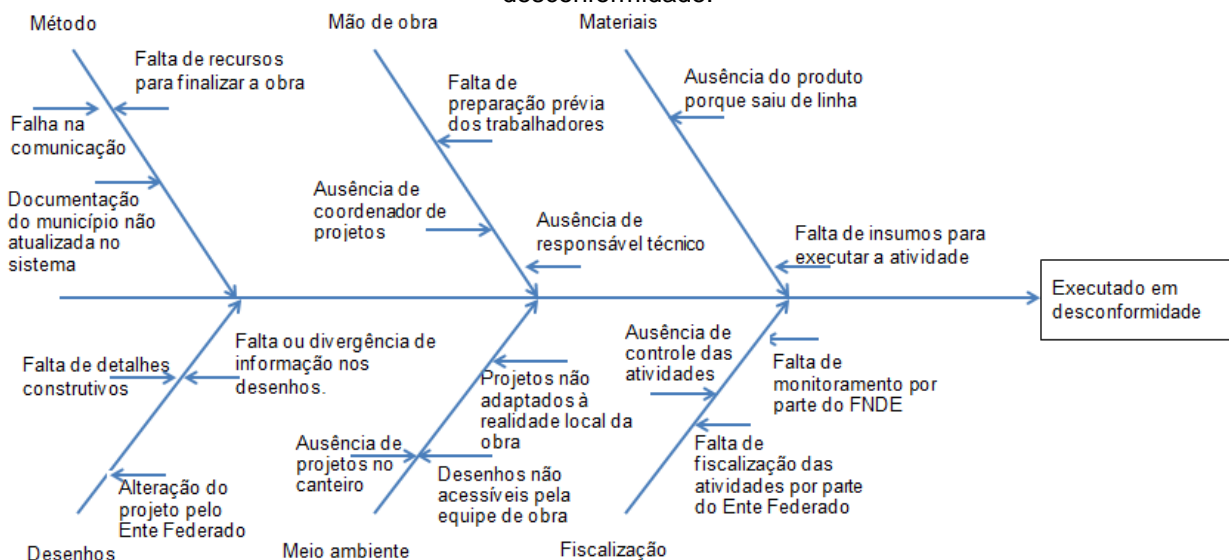 desconformidade.
Método
Mão de obra
Materiais
Falta de recursos
para finalizar a obra
Falha na
comunicação
Documentação
do município não
atualizada no
sistema
Falta de
preparação prévia
dos trabalhadores
Ausência de
coordenador de
projetos
Ausência de
responsável técnico
Ausência do produto
porque saiu de linha
Falta de insumos para
executar a atividade
Executado em
desconformidade
Falta de detalhes
construtivos
Falta ou divergência de
informação nos
desenhos.
Alteração do
projeto pelo
Ente Federado
Projetos não
adaptados à
realidade local da
obra
Ausência de
projetos no
canteiro
Desenhos não
acessíveis pela
equipe de obra
Ausência de
controle das
atividades
Falta de
monitoramento por
parte do FNDE
Falta de
fiscalização das
atividades por parte
do Ente Federado
Desenhos
Meio ambiente
Fiscalização